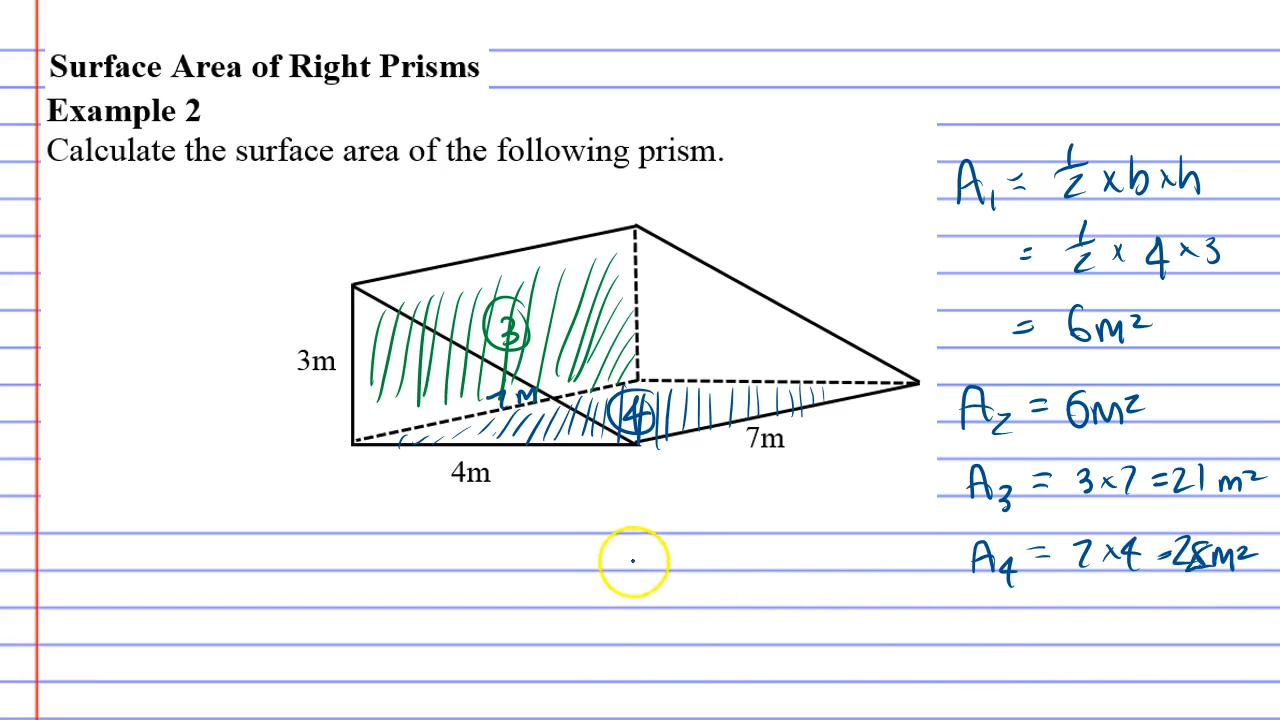 Surface Area of Right Prisms
Example 2
Calculate the surface area of the following prism.
3m
3
7m
4
4m
7m
A₁ = 1/2 × b × h
= 1/2 × 4 × 3
= 6m²
A₂ = 6m²
A₃ = 3 × 7 = 21 m²
A₄ = 7 × 4 = 28m²